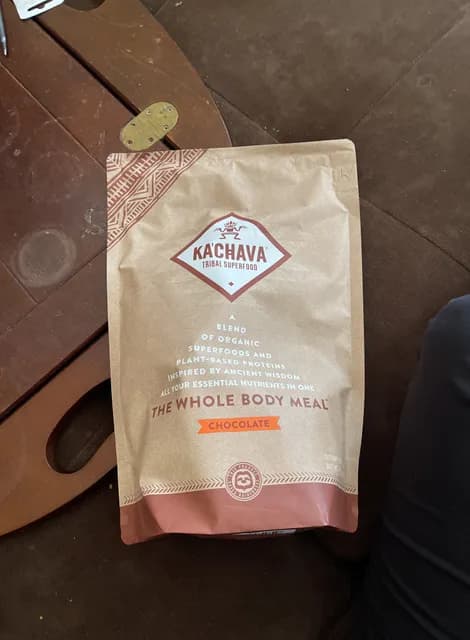 KA'CHAVA®
TRIBAL SUPERFOOD
A
BLEND
OF ORGANIC
SUPERFOODS AND
PLANT-BASED PROTEINS
INSPIRED BY ANCIENT WISDOM
ALL YOUR ESSENTIAL NUTRIENTS IN ONE
THE WHOLE BODY MEAL™
CHOCOLATE